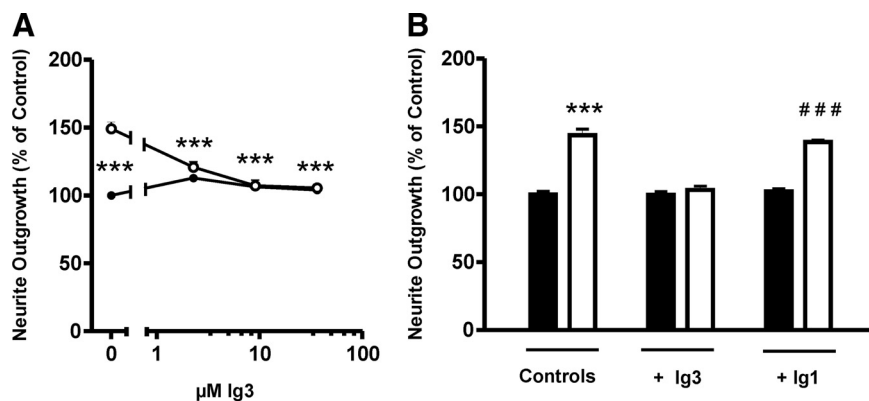 A
Neurite Outgrowth (% of Control)
200
150
100
50
0
***
***
***
***
0
1
10
100
µM Ig3
B
Neurite Outgrowth (% of Control)
200
150
100
50
0
***
###
Controls
+ Ig3
+ Ig1